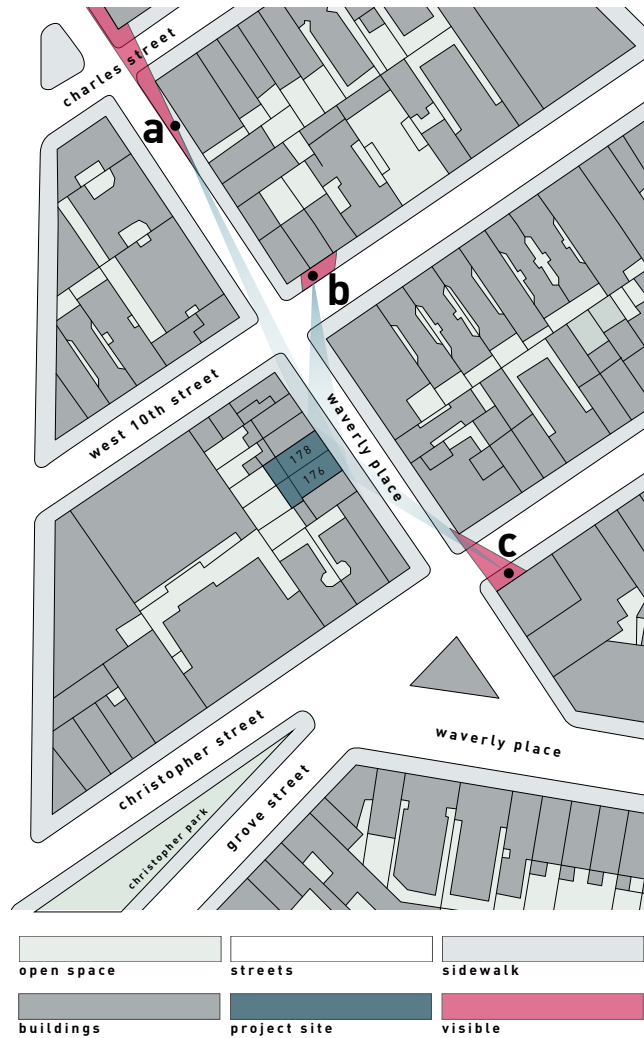 charles street
a
b
west 10th street
waverly place
178
176
c
christopher street
waverly place
grove street
christopher park
open space
streets
sidewalk
buildings
project site
visible